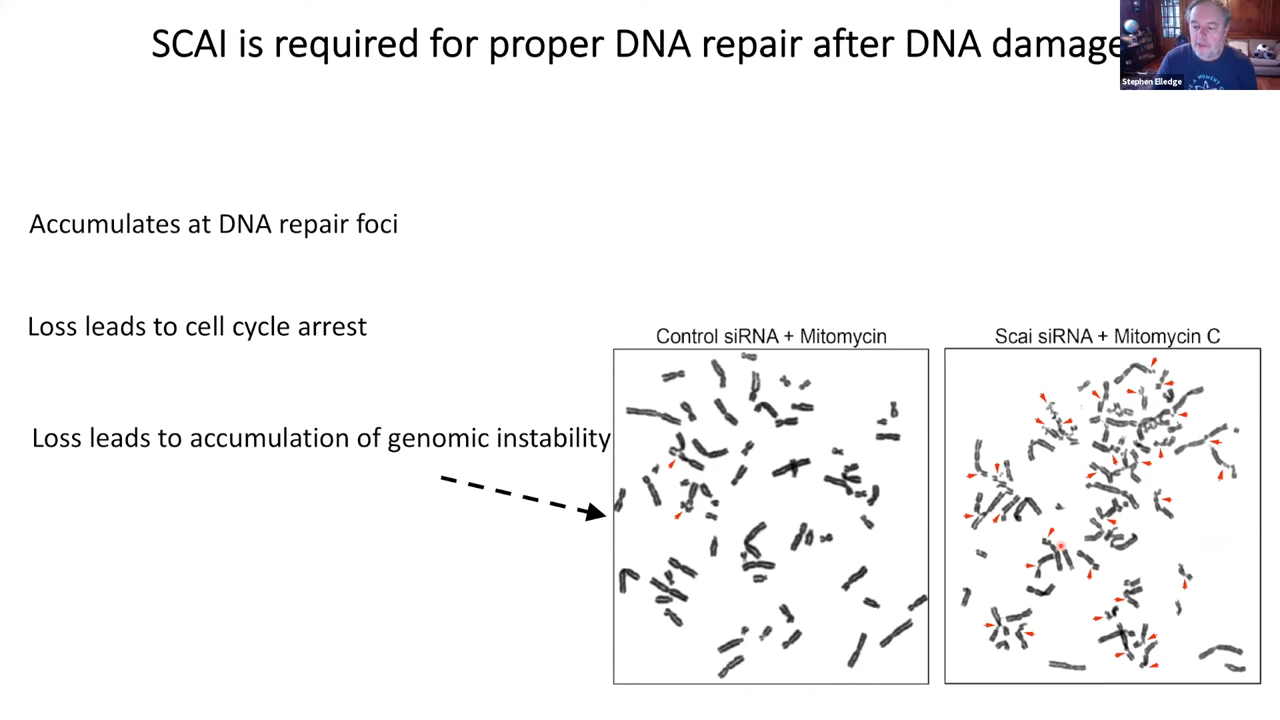 SCAI is required for proper DNA repair after DNA damage
Stephen Elledge
Accumulates at DNA repair foci
Loss leads to cell cycle arrest
Loss leads to accumulation of genomic instability
Control siRNA + Mitomycin
Scai siRNA + Mitomycin C